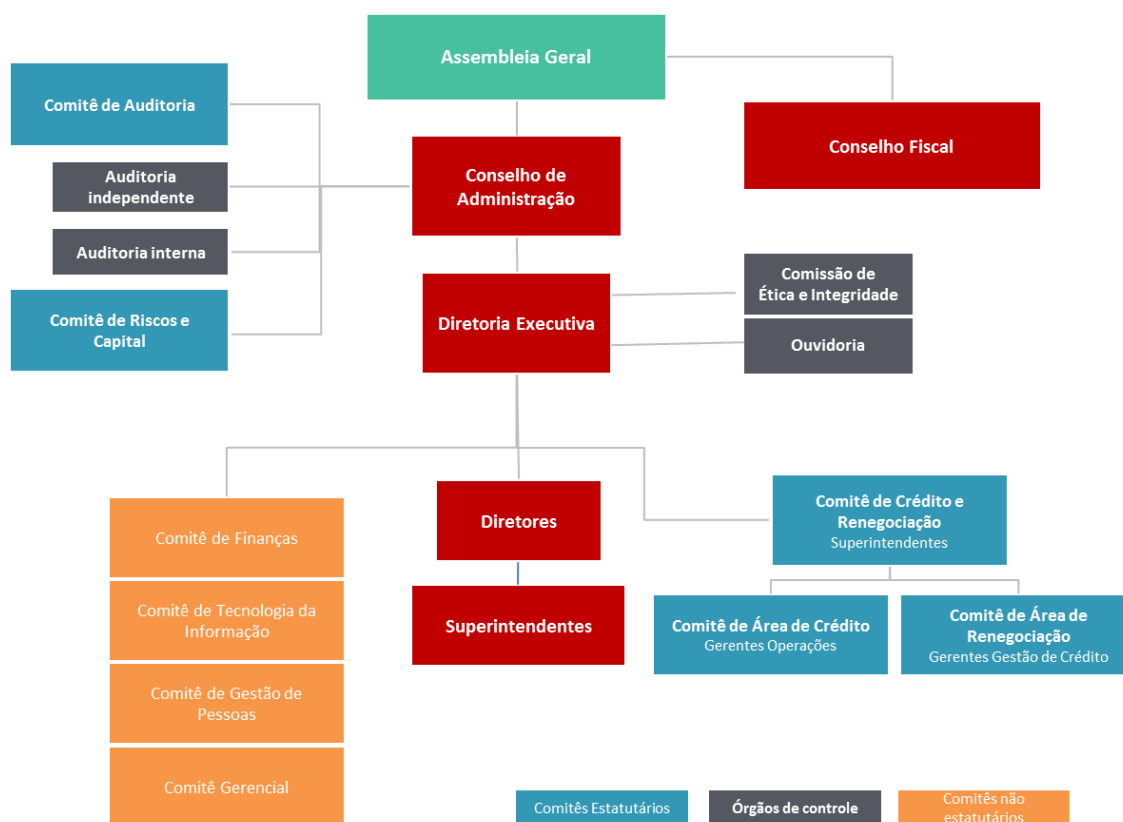 Assembleia Geral
Comitê de Auditoria
Conselho Fiscal
Auditoria
independente
Conselho de
Administração
Auditoria interna
Comissão de
Ética e Integridade
Comitê de Riscos e
Capital
Diretoria Executiva
Ouvidoria
Comitê de Finanças
Diretores
Comitê de Crédito e
Renegociação
Superintendentes
Comitê de Tecnologia da
Informação
Superintendentes
Comitê de Área de Crédito
Gerentes Operações
Comitê de Área de
Renegociação
Gerentes Gestão de Crédito
Comitê de Gestão de
Pessoas
Comitê Gerencial
Comitês Estatutários
Órgãos de controle
Comitês não
estatutários